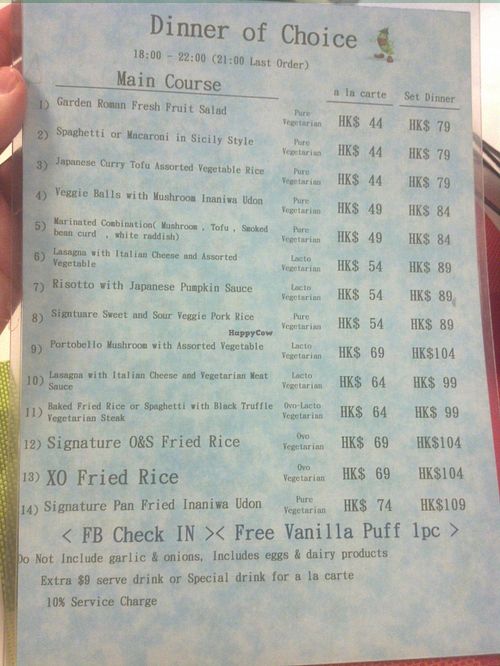 Dinner of Choice
18:00 - 22:00 (21:00 Last Order)
Main Course a la carte Set Dinner
1) Garden Roman Fresh Fruit Salad Pure Vegetarian HK$ 44 HK$ 79
2) Spaghetti or Macaroni in Sicily Style Pure Vegetarian HK$ 44 HK$ 79
3) Japanese Curry Tofu Assorted Vegetable Rice Pure Vegetarian HK$ 44 HK$ 79
4) Veggie Balls with Mushroom Inaniwa Udon Pure Vegetarian HK$ 49 HK$ 84
5) Marinated Combination( Mushroom , Tofu , Smoked
bean curd , white raddish) Pure Vegetarian HK$ 49 HK$ 84
6) Lasagna with Italian Cheese and Assorted
Vegetable Lacto Vegetarian HK$ 54 HK$ 89
7) Risotto with Japanese Pumpkin Sauce Lacto Vegetarian HK$ 54 HK$ 89
8) Signtuare Sweet and Sour Veggie Pork Rice Pure Vegetarian HK$ 54 HK$ 89
HappyCow
9) Portobello Mushroom with Assorted Vegetable Lacto Vegetarian HK$ 69 HK$104
10) Lasagna with Italian Cheese and Vegetarian Meat
Sauce Lacto Vegetarian HK$ 64 HK$ 99
11) Baked Fried Rice or Spaghetti with Black Truffle
Vegetarian Steak Ovo-Lacto Vegetarian HK$ 64 HK$ 99
12) Signature O&S Fried Rice Ovo Vegetarian HK$ 69 HK$104
13) XO Fried Rice Ovo Vegetarian HK$ 69 HK$104
14) Signature Pan Fried Inaniwa Udon Pure Vegetarian HK$ 74 HK$109
< FB Check IN >< Free Vanilla Puff 1pc >
Do Not Include garlic & onions, Includes eggs & dairy products
Extra $9 serve drink or Special drink for a la carte
10% Service Charge